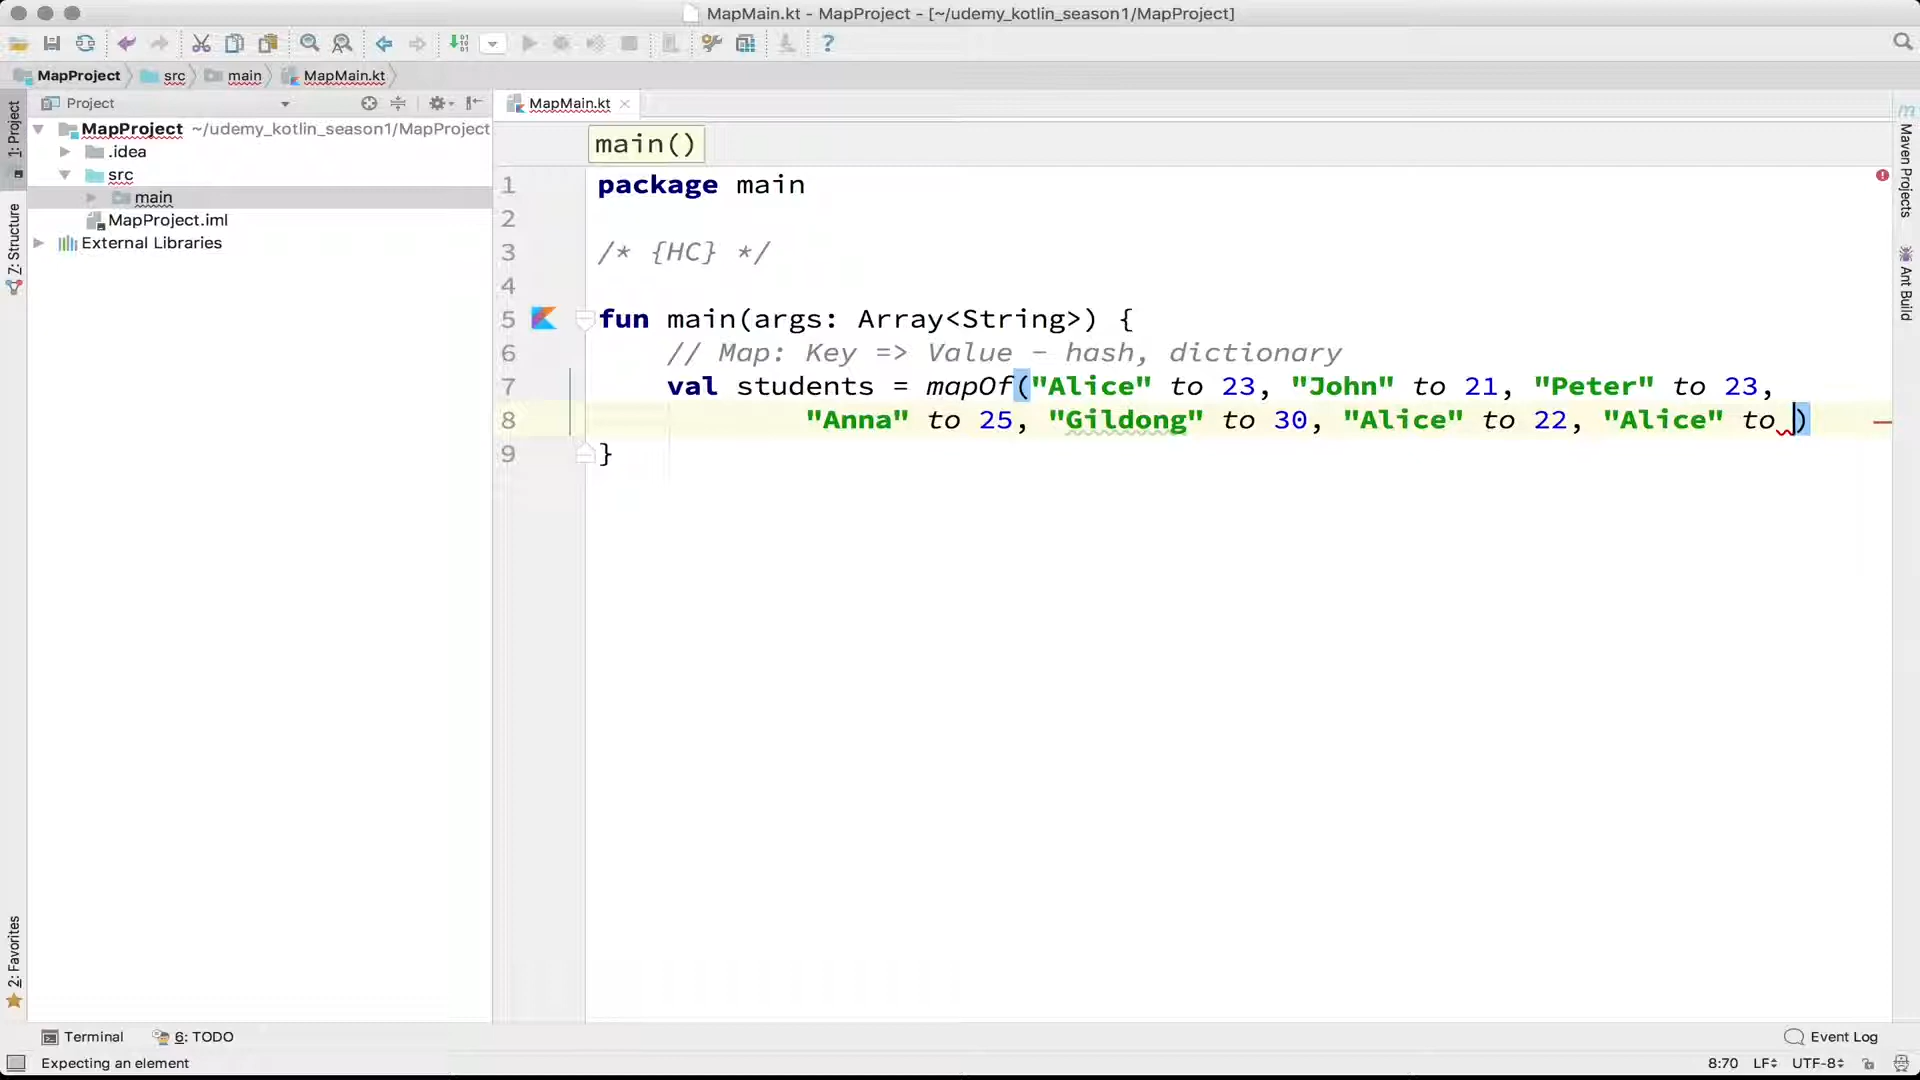 MapMain.kt - MapProject - [~/udemy_kotlin_season1/MapProject]
MapProject src main MapMain.kt
1: Project
Project
MapMain.kt
MapProject ~/udemy_kotlin_season1/MapProject
.idea
src
main
MapProject.iml
External Libraries
Z: Structure
2: Favorites
main()
1 package main
2
3 /* {HC} */
4
5 fun main(args: Array<String>) {
6 // Map: Key => Value - hash, dictionary
7 val students = mapOf("Alice" to 23, "John" to 21, "Peter" to 23,
8 "Anna" to 25, "Gildong" to 30, "Alice" to 22, "Alice" to )
9 }
m Maven Projects
Ant Build
Terminal 6: TODO
Event Log
Expecting an element
8:70 LF UTF-8